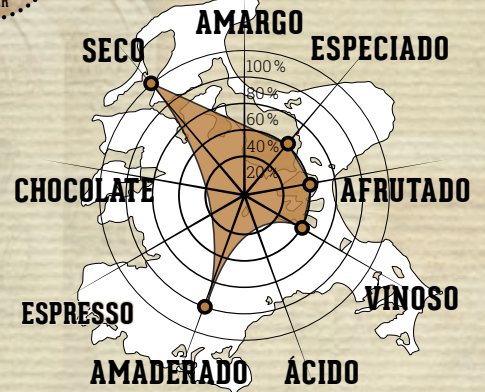 R
AMARGO
SECO
ESPECIADO
100%
80%
60%
40%
20%
CHOCOLATE
AFRUTADO
ESPRESSO
VINOSO
AMADERADO
ÁCIDO